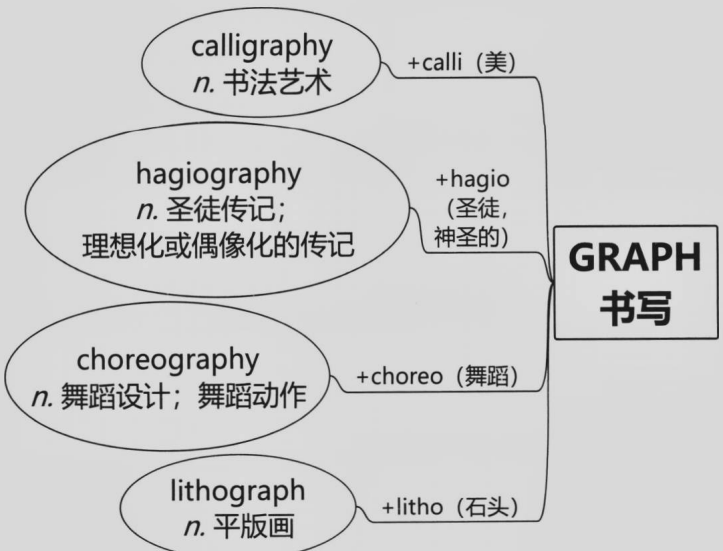 calligraphy
n. 书法艺术
+calli（美）
hagiography
n. 圣徒传记；
理想化或偶像化的传记
+hagio
（圣徒，
神圣的）
GRAPH
书写
choreography
n. 舞蹈设计；舞蹈动作
+choreo（舞蹈）
lithograph
n. 平版画
+litho（石头）